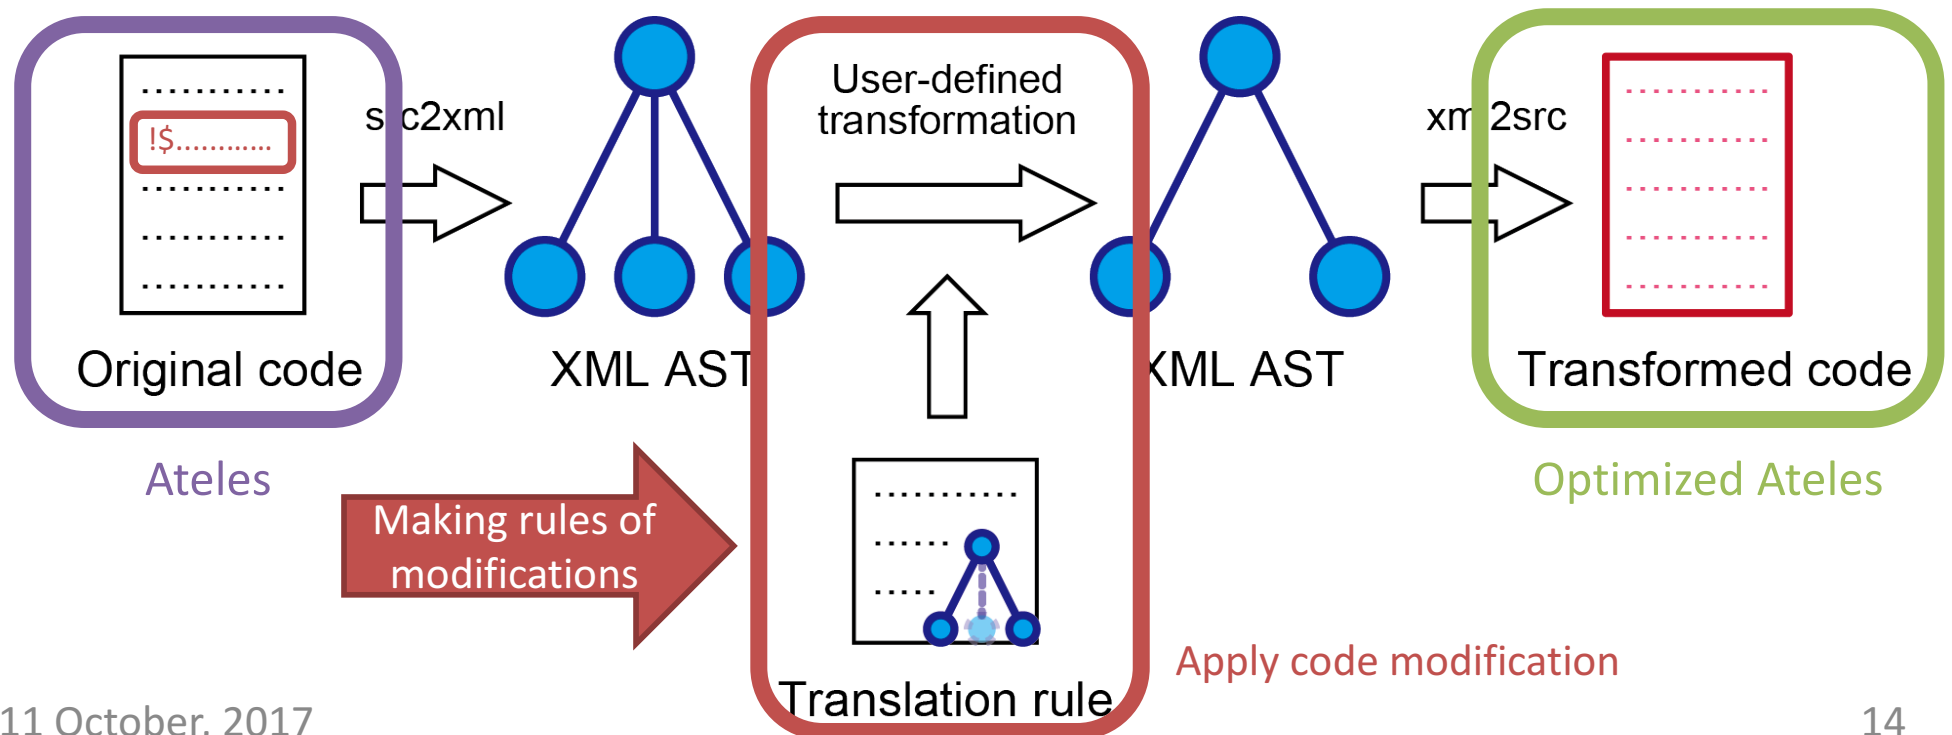 !$............
src2xml
User-defined
transformation
xml2src
Original code
XML AST
XML AST
Transformed code
Ateles
Optimized Ateles
Making rules of
modifications
Apply code modification
Translation rule
11 October, 2017
14